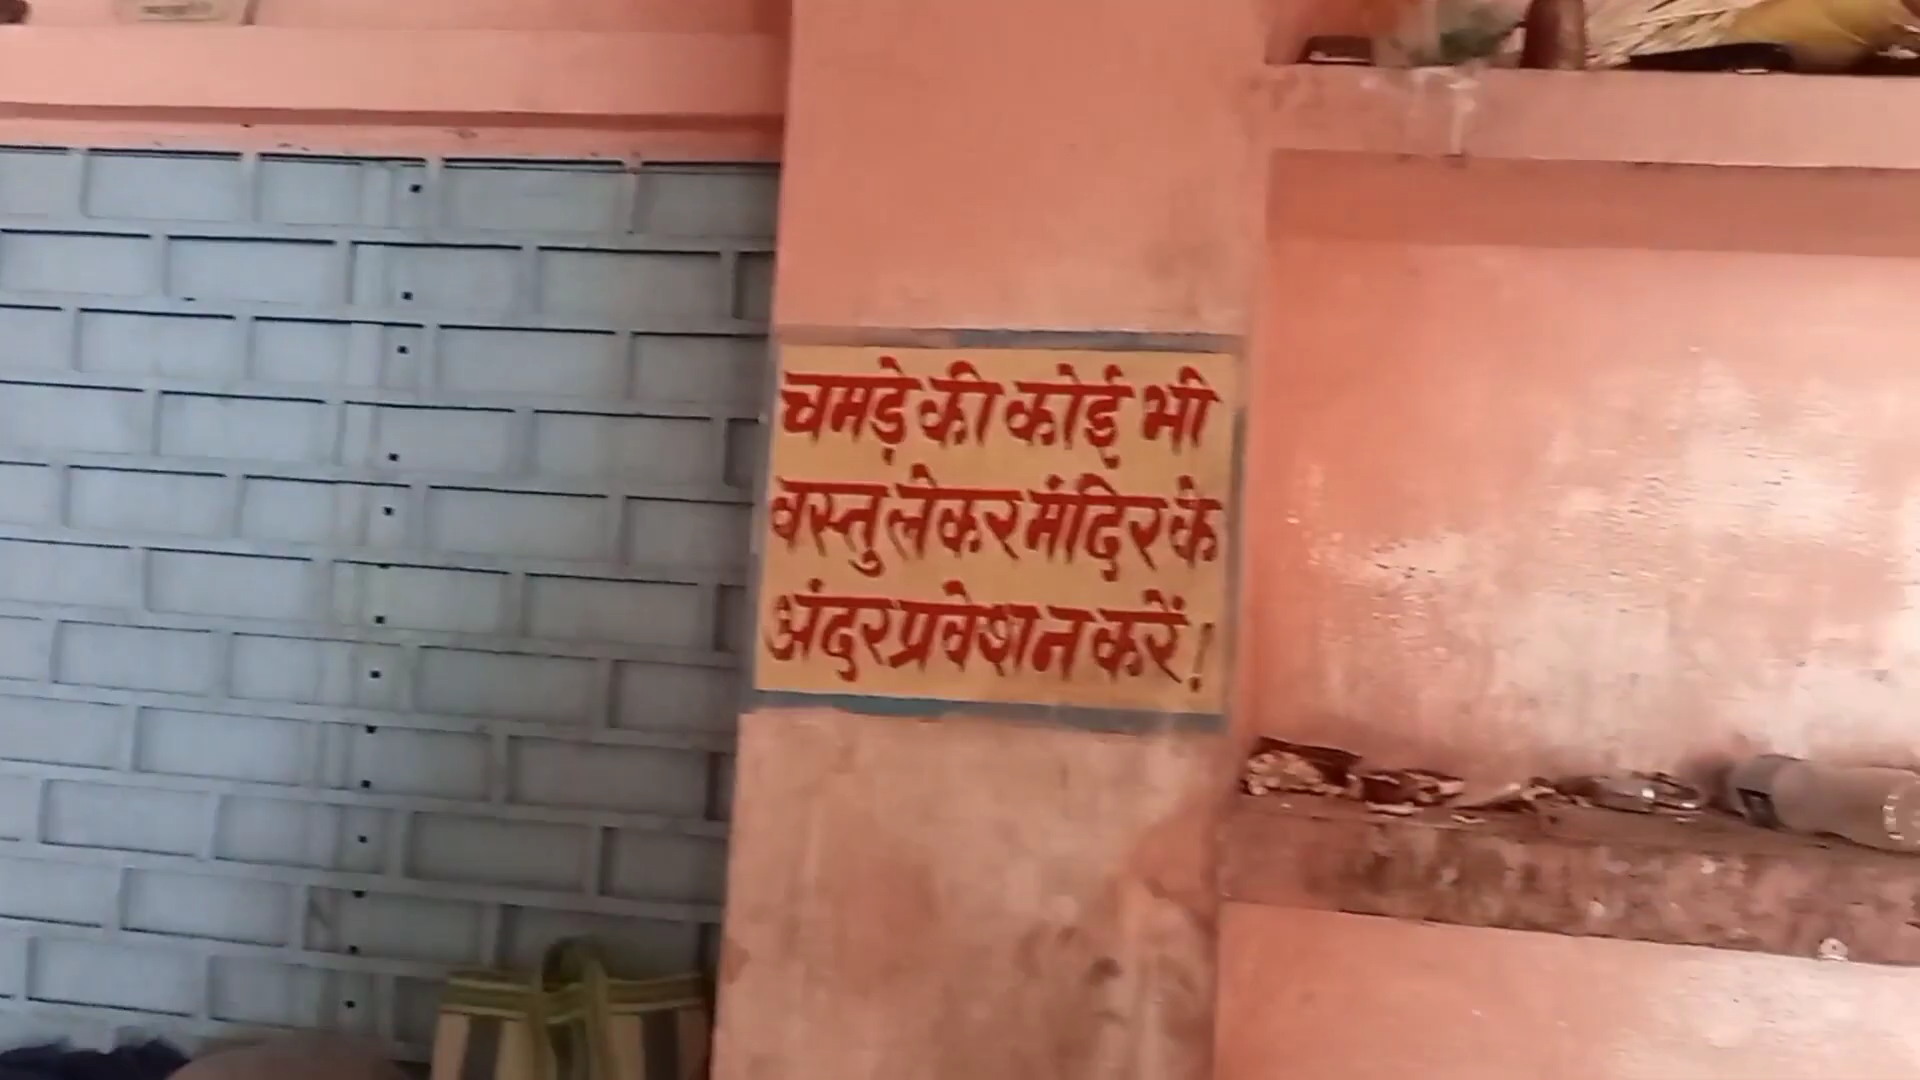 चमड़े की कोई भी
वस्तु लेकर मंदिर के
अंदर प्रवेश न करें!